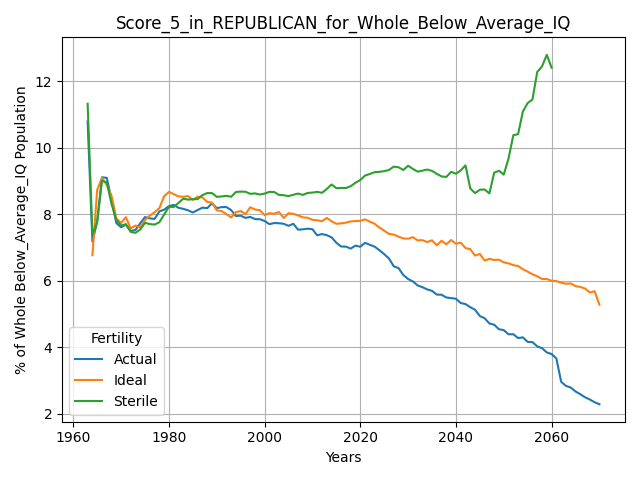 Score_5_in_REPUBLICAN_for_Whole_Below_Average_IQ
% of Whole Below_Average_IQ Population
12
10
8
6
4
2
Fertility
Actual
Ideal
Sterile
1960
1980
2000
2020
2040
2060
Years